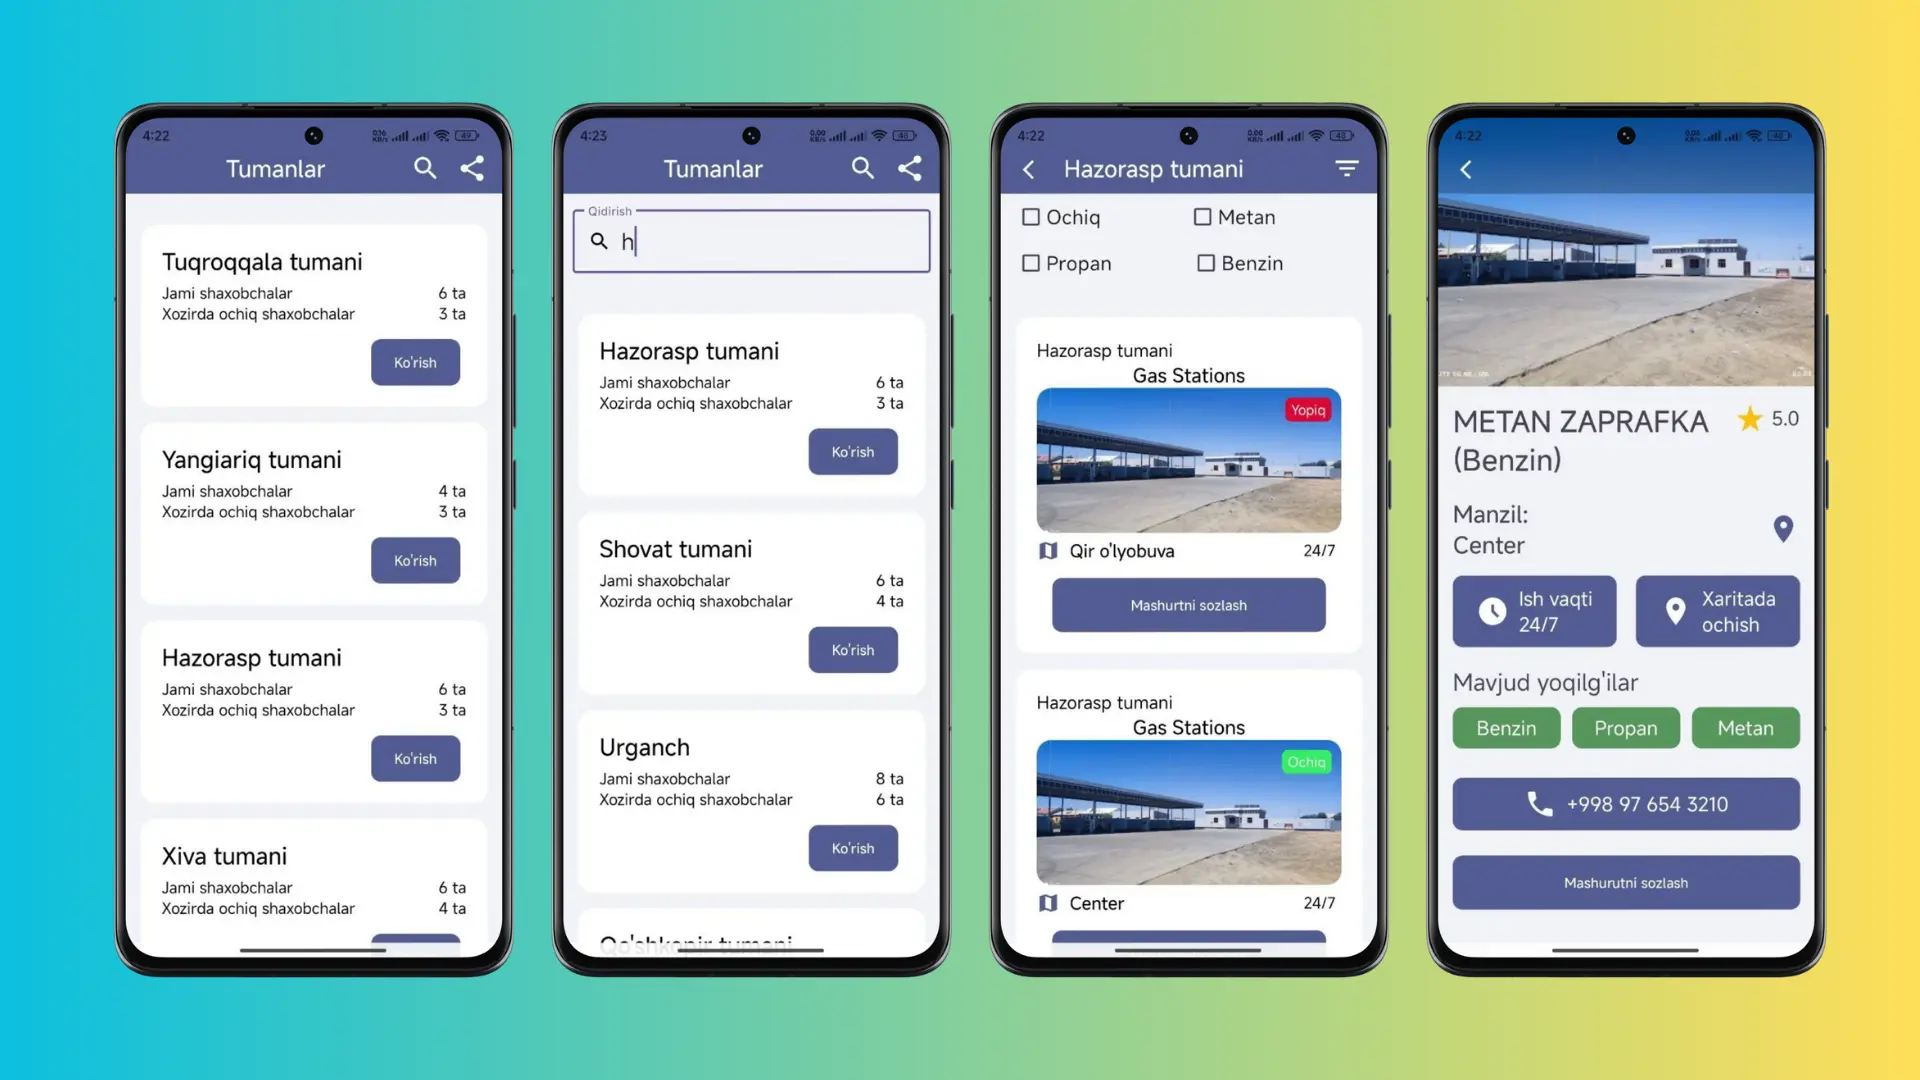 4:22
Tumanlar
Tuqroqqala tumani
Jami shaxobchalar 6 ta
Xozirda ochiq shaxobchalar 3 ta
Ko'rish
Yangiariq tumani
Jami shaxobchalar 4 ta
Xozirda ochiq shaxobchalar 3 ta
Ko'rish
Hazorasp tumani
Jami shaxobchalar 6 ta
Xozirda ochiq shaxobchalar 3 ta
Ko'rish
Xiva tumani
Jami shaxobchalar 6 ta
Xozirda ochiq shaxobchalar 4 ta
4:23
Tumanlar
Qidirish
h
Hazorasp tumani
Jami shaxobchalar 6 ta
Xozirda ochiq shaxobchalar 3 ta
Ko'rish
Shovat tumani
Jami shaxobchalar 6 ta
Xozirda ochiq shaxobchalar 4 ta
Ko'rish
Urganch
Jami shaxobchalar 8 ta
Xozirda ochiq shaxobchalar 6 ta
Ko'rish
Qo'shkopir tumani
4:22
Hazorasp tumani
Ochiq Metan
Propan Benzin
Hazorasp tumani
Gas Stations
Yopiq
Qir o'lyobuva 24/7
Mashurtni sozlash
Hazorasp tumani
Gas Stations
Ochiq
Center 24/7
4:22
METAN ZAPRAFKA 5.0
(Benzin)
Manzil:
Center
Ish vaqti
24/7
Xaritada
ochish
Mavjud yoqilg'ilar
Benzin Propan Metan
+998 97 654 3210
Mashurutni sozlash